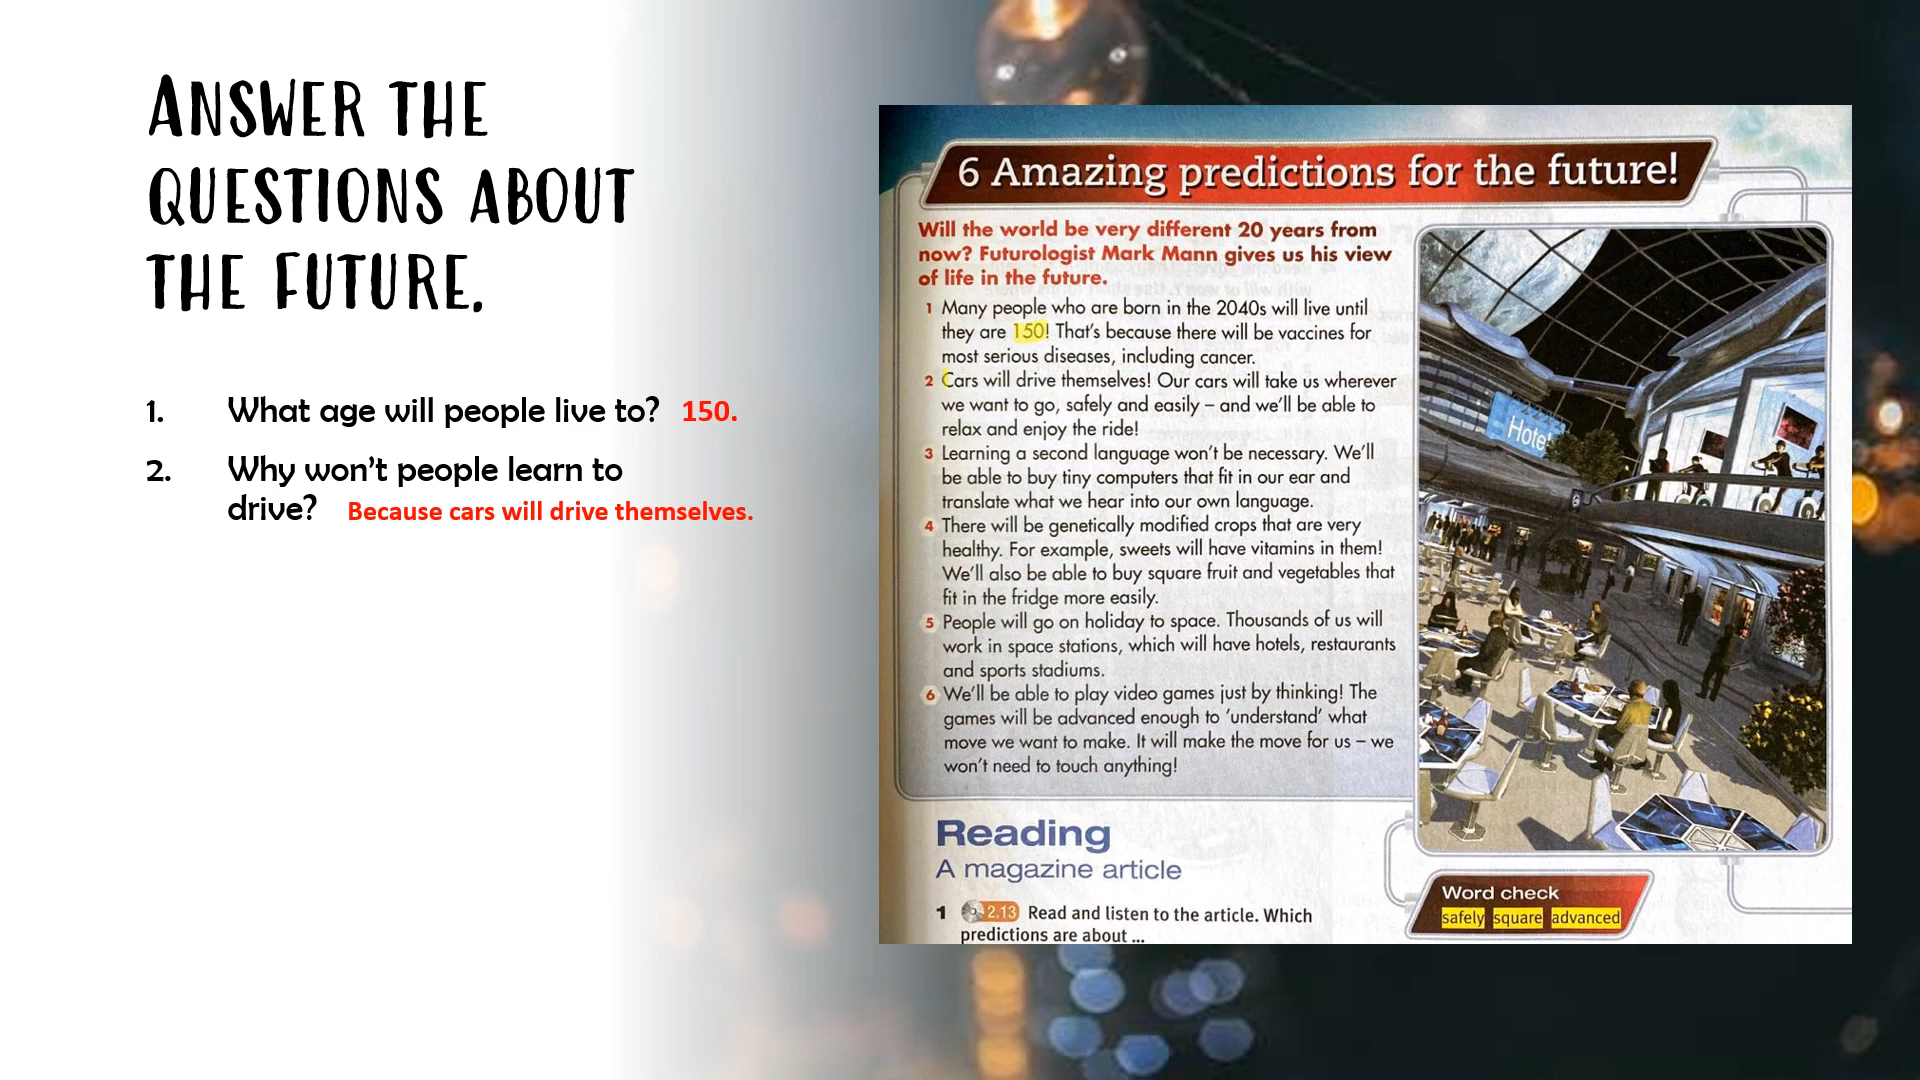 ANSWER THE
QUESTIONS ABOUT
THE FUTURE.
1. What age will people live to? 150.
2. Why won't people learn to
drive? Because cars will drive themselves.
6 Amazing predictions for the future!
Will the world be very different 20 years from
now? Futurologist Mark Mann gives us his view
of life in the future.
1 Many people who are born in the 2040s will live until
they are 150! That's because there will be vaccines for
most serious diseases, including cancer.
2 Cars will drive themselves! Our cars will take us wherever
we want to go, safely and easily – and we'll be able to
relax and enjoy the ride!
3 Learning a second language won't be necessary. We'll
be able to buy tiny computers that fit in our ear and
translate what we hear into our own language.
4 There will be genetically modified crops that are very
healthy. For example, sweets will have vitamins in them!
We'll also be able to buy square fruit and vegetables that
fit in the fridge more easily.
5 People will go on holiday to space. Thousands of us will
work in space stations, which will have hotels, restaurants
and sports stadiums.
6 We'll be able to play video games just by thinking! The
games will be advanced enough to 'understand' what
move we want to make. It will make the move for us – we
won't need to touch anything!
Hotel
Reading
A magazine article
1 2.13 Read and listen to the article. Which
predictions are about ...
Word check
safely square advanced